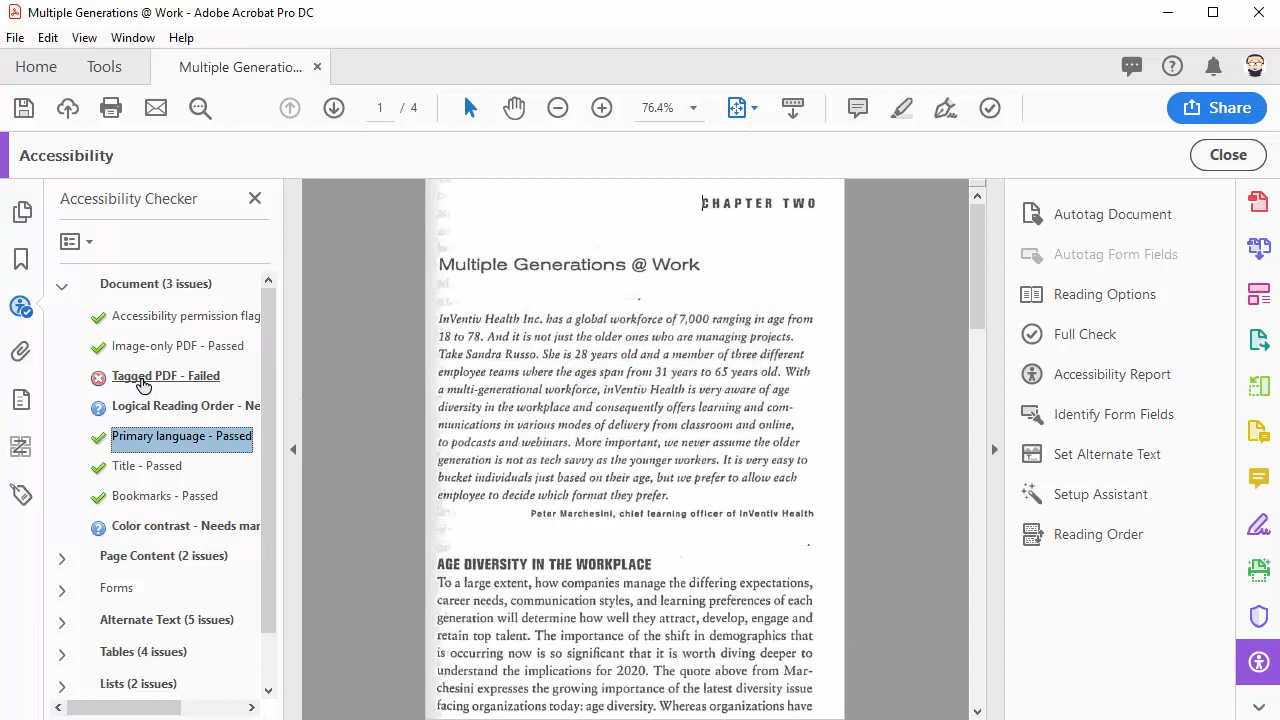 Multiple Generations @ Work - Adobe Acrobat Pro DC
File Edit View Window Help
Home Tools Multiple Generatio...
1 / 4 76.4% Share
Accessibility Close
Accessibility Checker
Document (3 issues)
Accessibility permission flag
Image-only PDF - Passed
Tagged PDF - Failed
Logical Reading Order - Ne
Primary language - Passed
Title - Passed
Bookmarks - Passed
Color contrast - Needs mar
Page Content (2 issues)
Forms
Alternate Text (5 issues)
Tables (4 issues)
Lists (2 issues)
CHAPTER TWO
Multiple Generations @ Work
InVentiv Health Inc. has a global workforce of 7,000 ranging in age from
18 to 78. And it is not just the older ones who are managing projects.
Take Sandra Russo. She is 28 years old and a member of three different
employee teams where the ages span from 31 years to 65 years old. With
a multi-generational workforce, inVentiv Health is very aware of age
diversity in the workplace and consequently offers learning and com-
munications in various modes of delivery from classroom and online,
to podcasts and webinars. More important, we never assume the older
generation is not as tech savvy as the younger workers. It is very easy to
bucket individuals just based on their age, but we prefer to allow each
employee to decide which format they prefer.
Peter Marchesini, chief learning officer of inVentiv Health
AGE DIVERSITY IN THE WORKPLACE
To a large extent, how companies manage the differing expectations,
career needs, communication styles, and learning preferences of each
generation will determine how well they attract, develop, engage and
retain top talent. The importance of the shift in demographics that
is occurring now is so significant that it is worth diving deeper to
understand the implications for 2020. The quote above from Mar-
chesini expresses the growing importance of the latest diversity issue
facing organizations today: age diversity. Whereas organizations have
Autotag Document
Autotag Form Fields
Reading Options
Full Check
Accessibility Report
Identify Form Fields
Set Alternate Text
Setup Assistant
Reading Order